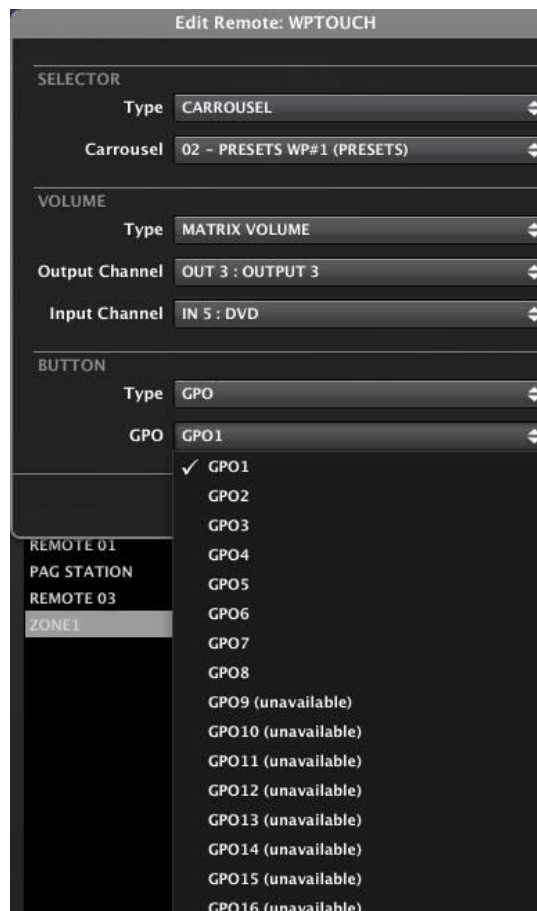 Edit Remote: WPTOUCH
SELECTOR
Type CARROUSEL
Carrousel 02 – PRESETS WP#1 (PRESETS)
VOLUME
Type MATRIX VOLUME
Output Channel OUT 3 : OUTPUT 3
Input Channel IN 5 : DVD
BUTTON
Type GPO
GPO GPO1
✓ GPO1
GPO2
GPO3
GPO4
GPO5
GPO6
GPO7
GPO8
GPO9 (unavailable)
GPO10 (unavailable)
GPO11 (unavailable)
GPO12 (unavailable)
GPO13 (unavailable)
GPO14 (unavailable)
GPO15 (unavailable)
GPO16 (unavailable)
REMOTE 01
PAG STATION
REMOTE 03
ZONE1